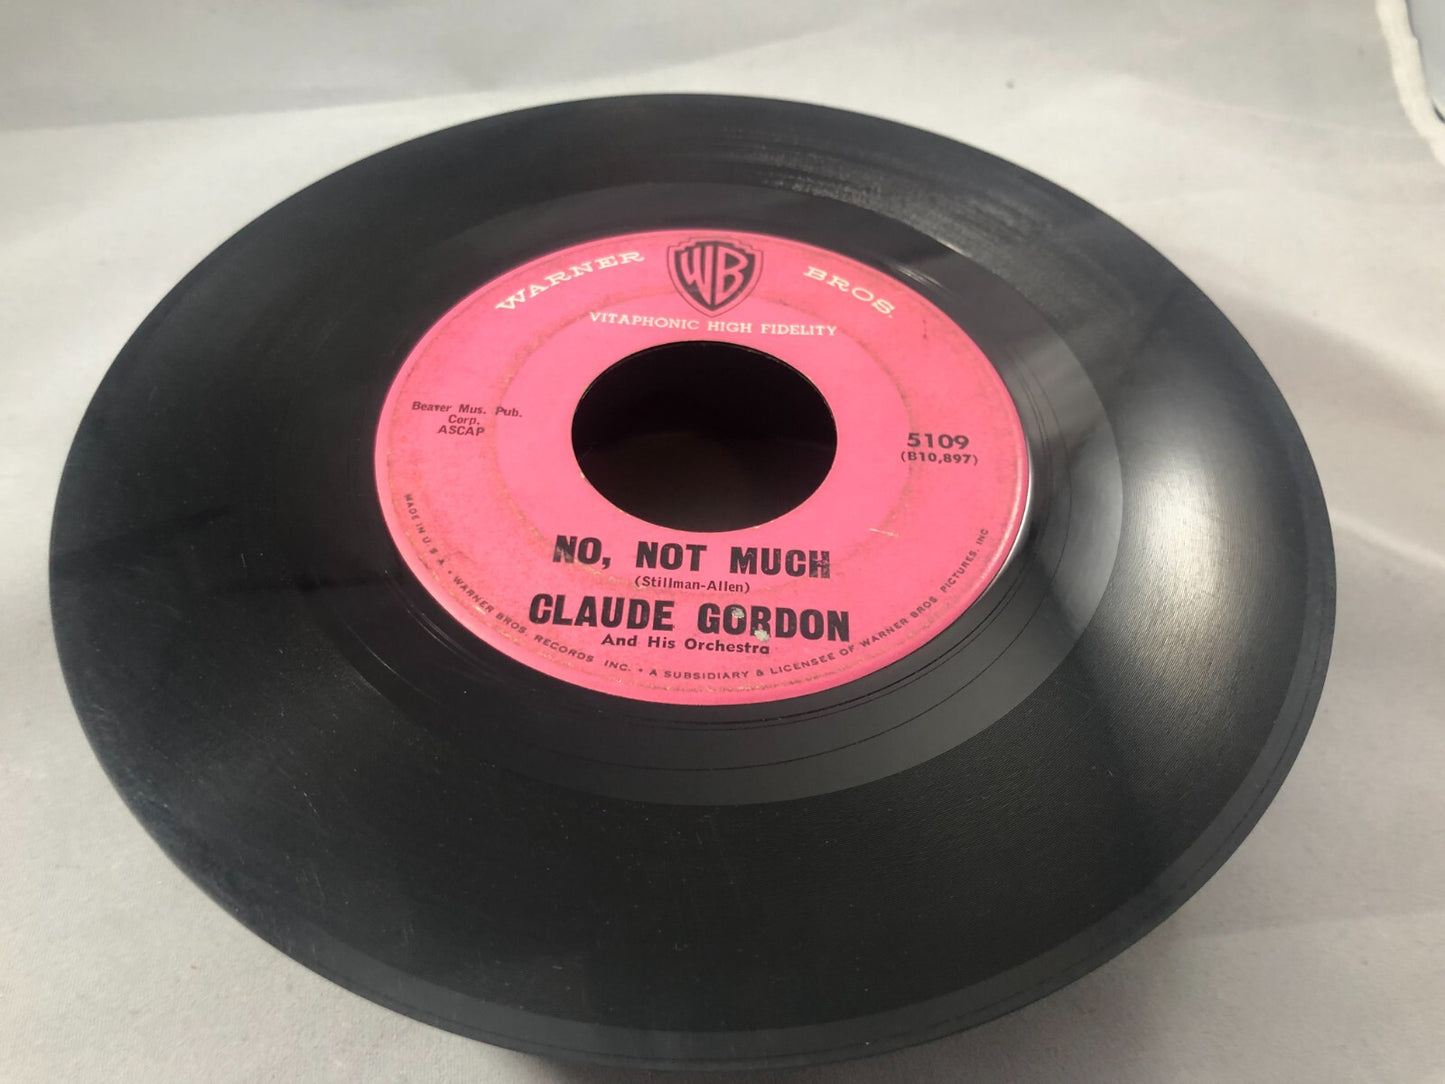 WARNER BROS.
WB
VITAPHONIC HIGH FIDELITY
Beaver Mus. Pub.
Corp.
ASCAP
5109
(B10,897)
NO, NOT MUCH
(Stillman-Allen)
CLAUDE GORDON
And His Orchestra
MADE IN U.S.A. • WARNER BROS. RECORDS INC. • A SUBSIDIARY & LICENSEE OF WARNER BROS. PICTURES, INC.